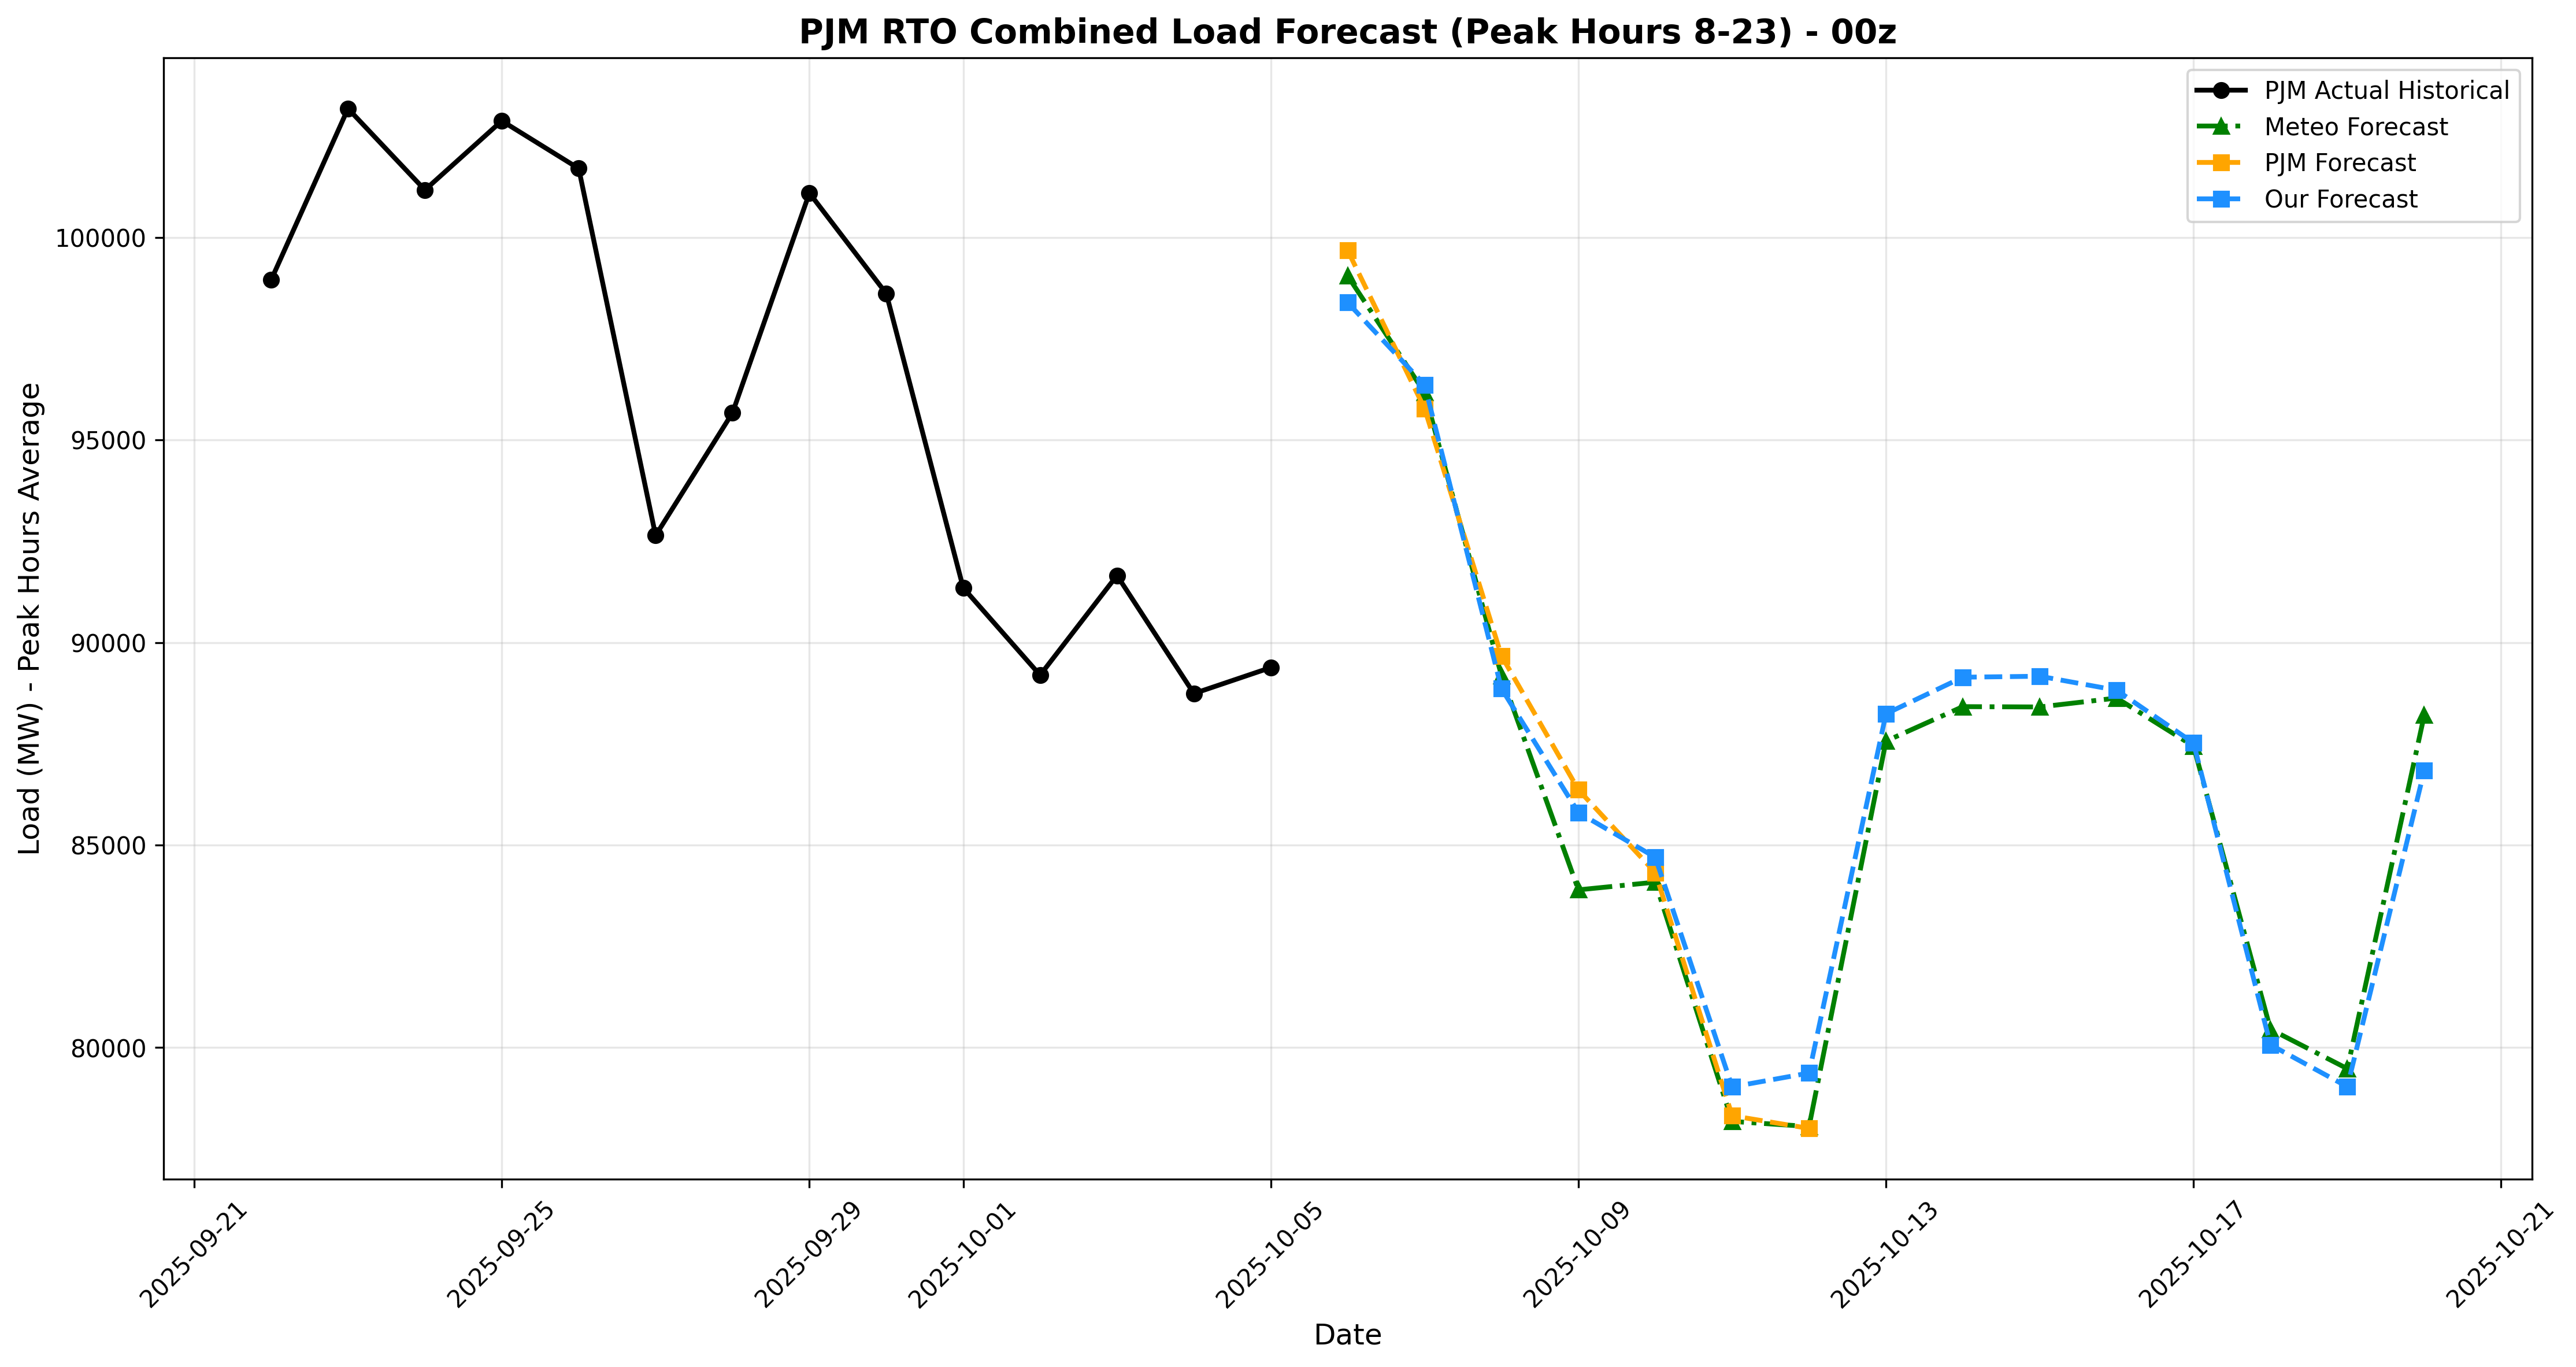 PJM RTO Combined Load Forecast (Peak Hours 8-23) - 00z
PJM Actual Historical
Meteo Forecast
PJM Forecast
Our Forecast
Load (MW) - Peak Hours Average
100000
95000
90000
85000
80000
2025-09-21
2025-09-25
2025-09-29
2025-10-01
2025-10-05
2025-10-09
2025-10-13
2025-10-17
2025-10-21
Date